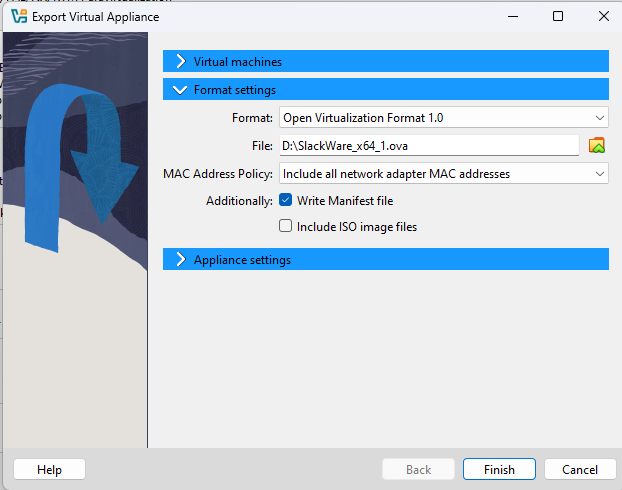 Export Virtual Appliance
Virtual machines
Format settings
Format: Open Virtualization Format 1.0
File: D:\SlackWare_x64_1.ova
MAC Address Policy: Include all network adapter MAC addresses
Additionally: Write Manifest file
Include ISO image files
Appliance settings
Help Back Finish Cancel